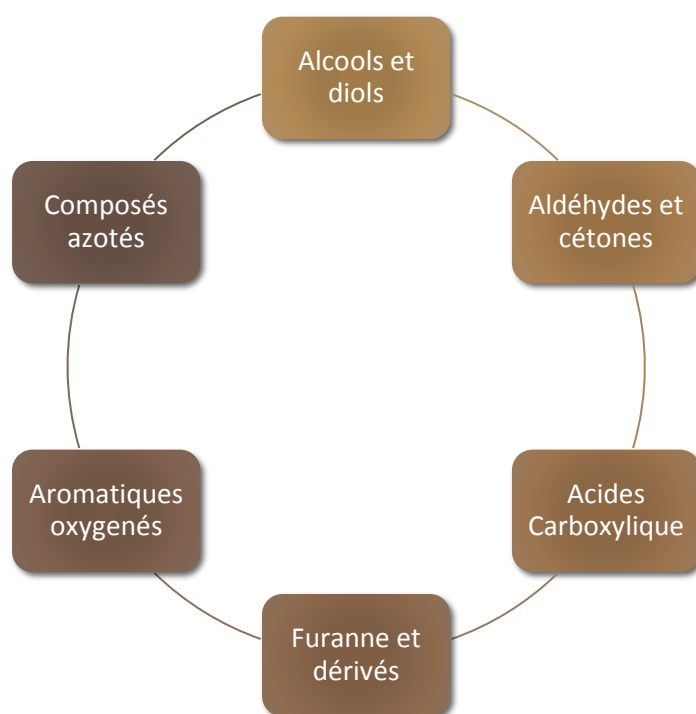 Alcools et
diols
Aldéhydes et
cétones
Acides
Carboxylique
Furanne et
dérivés
Aromatiques
oxygenés
Composés
azotés